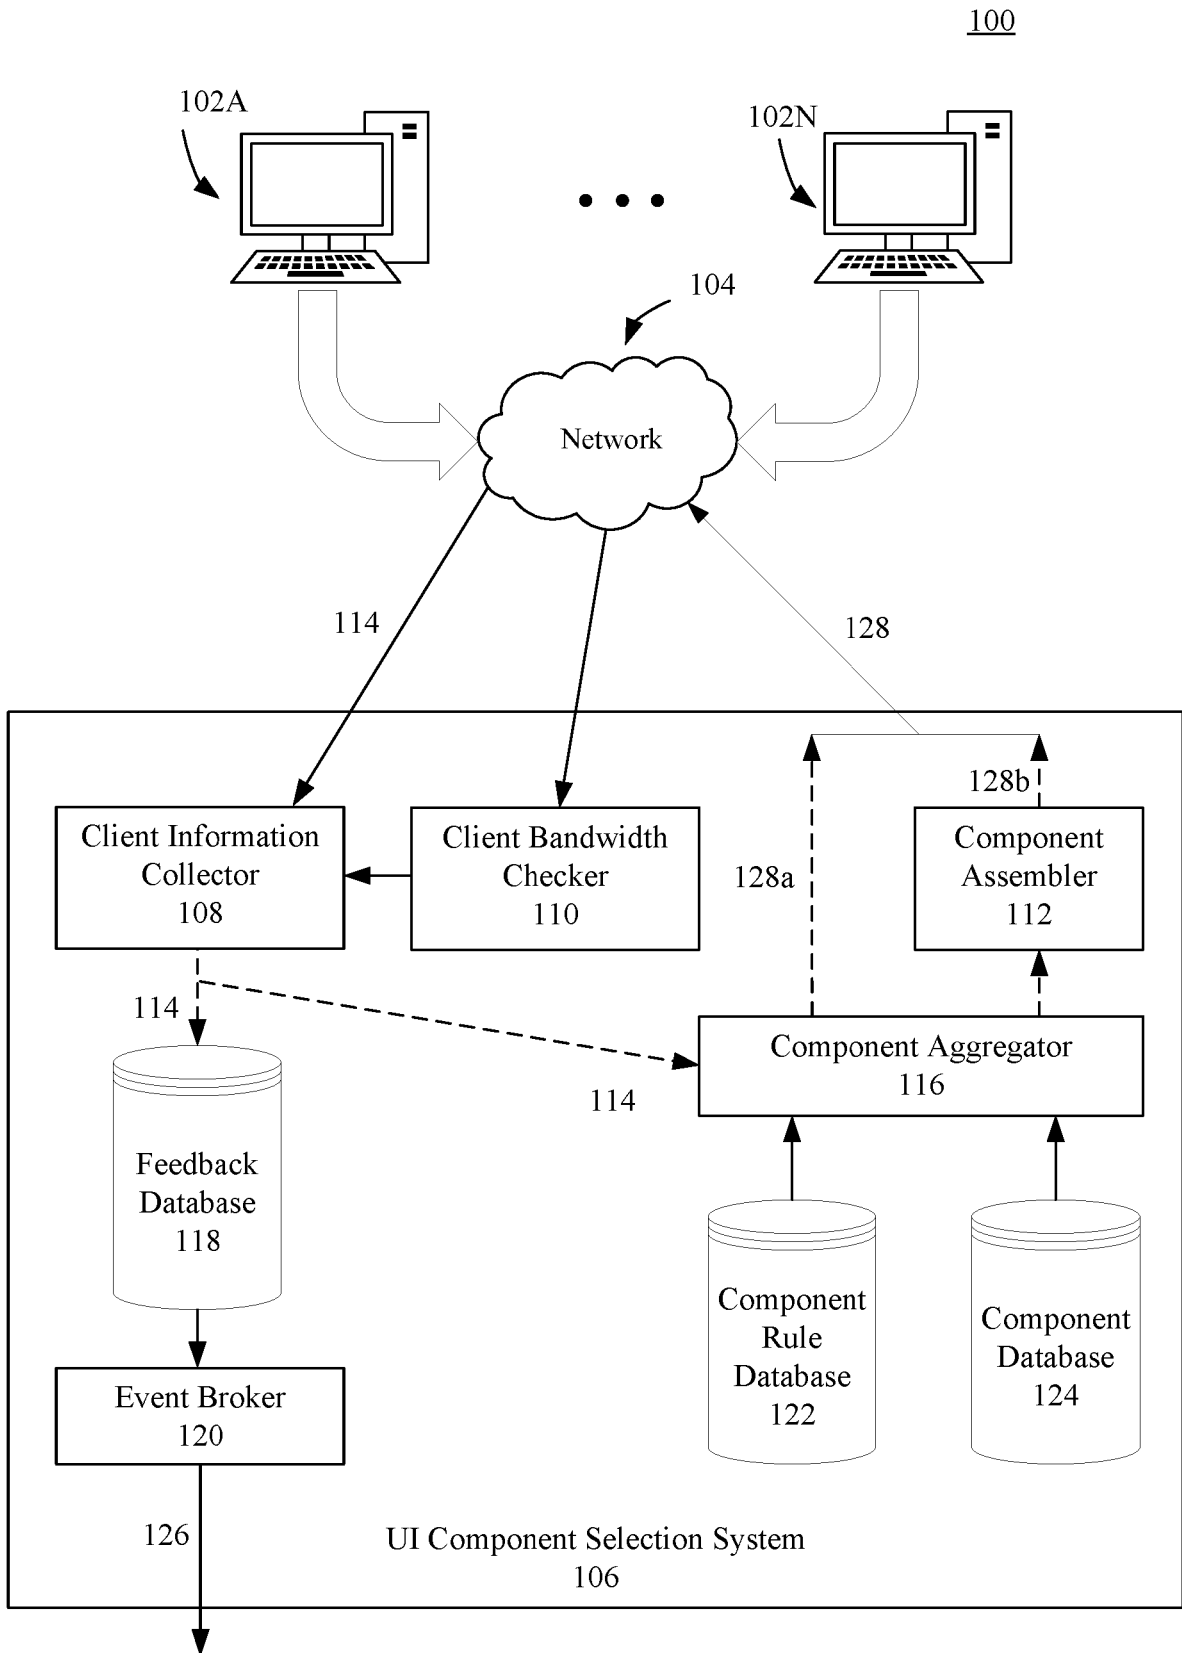 100
102A
102N
104
Network
114
128
128b
Client Information
Collector
108
Client Bandwidth
Checker
110
128a
Component
Assembler
112
114
Component Aggregator
116
114
Feedback
Database
118
Component
Rule
Database
122
Component
Database
124
Event Broker
120
126
UI Component Selection System
106